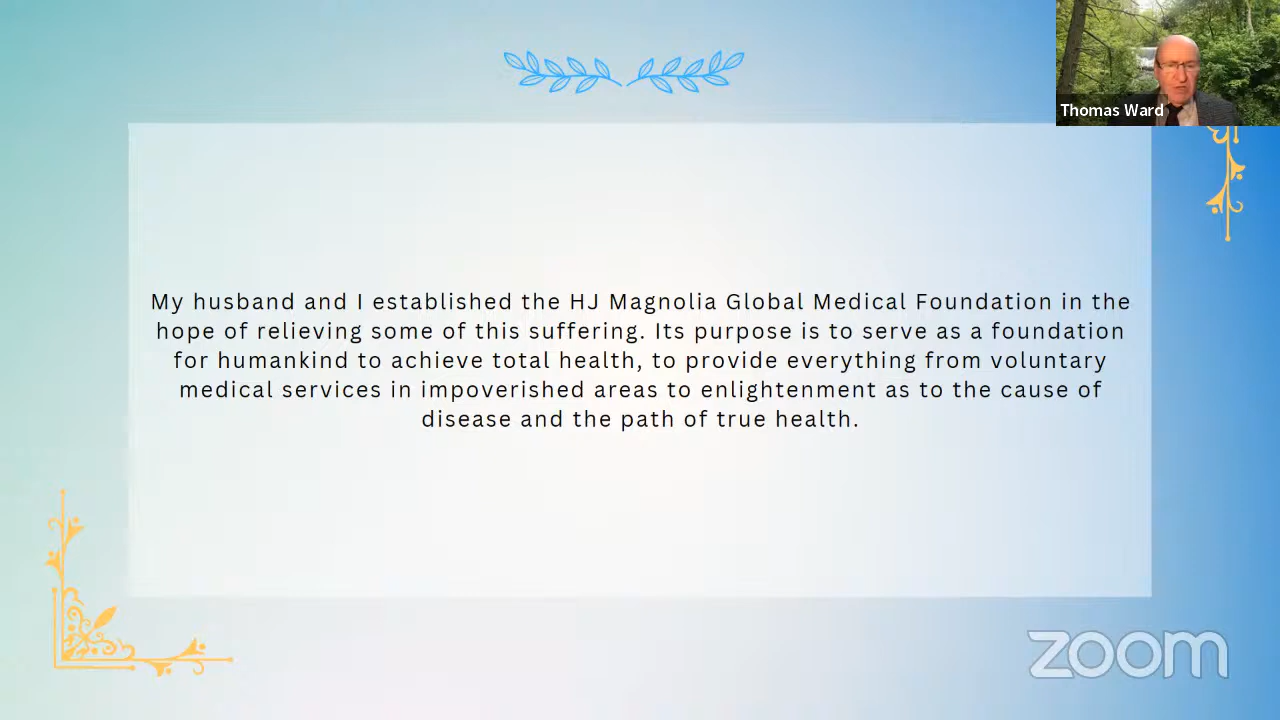 Thomas Ward
My husband and I established the HJ Magnolia Global Medical Foundation in the
hope of relieving some of this suffering. Its purpose is to serve as a foundation
for humankind to achieve total health, to provide everything from voluntary
medical services in impoverished areas to enlightenment as to the cause of
disease and the path of true health.
zoom